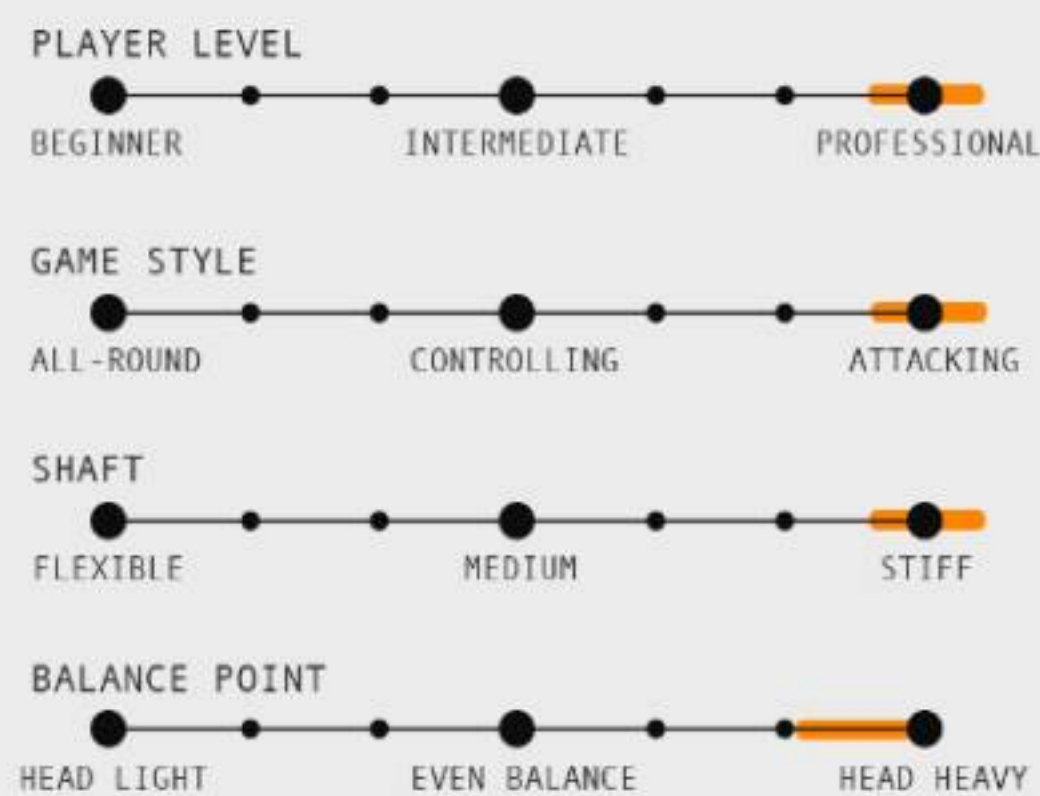 PLAYER LEVEL
BEGINNER INTERMEDIATE PROFESSIONAL
GAME STYLE
ALL-ROUND CONTROLLING ATTACKING
SHAFT
FLEXIBLE MEDIUM STIFF
BALANCE POINT
HEAD LIGHT EVEN BALANCE HEAD HEAVY